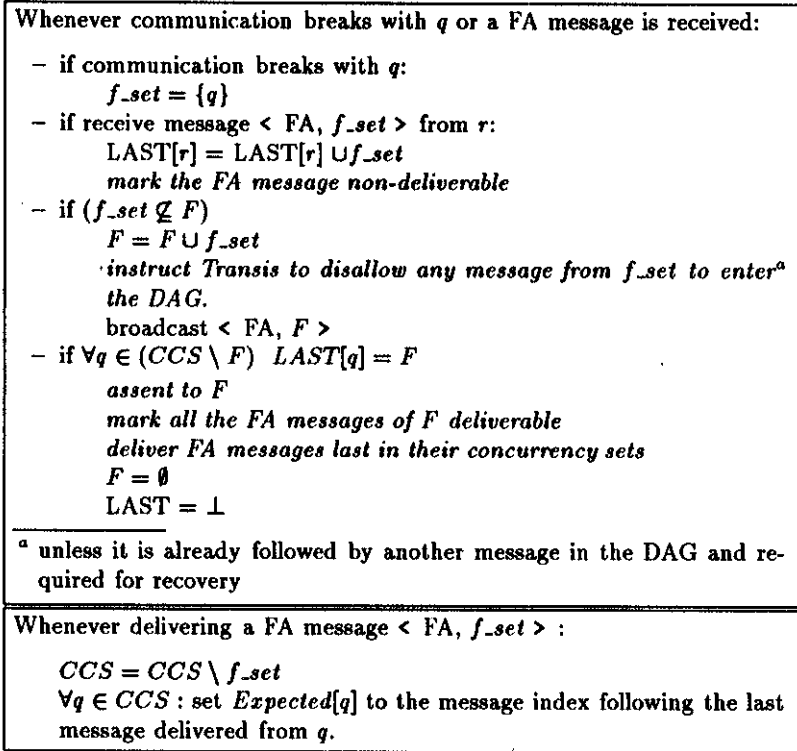 Whenever communication breaks with q or a FA message is received:
– if communication breaks with q:
f_set = {q}
– if receive message < FA, f_set > from r:
LAST[r] = LAST[r] ∪f_set
mark the FA message non-deliverable
– if (f_set ⊈ F)
F = F ∪ f_set
instruct Transis to disallow any message from f_set to enterᵃ
the DAG.
broadcast < FA, F >
– if ∀q ∈ (CCS \ F) LAST[q] = F
assent to F
mark all the FA messages of F deliverable
deliver FA messages last in their concurrency sets
F = ∅
LAST = ⊥
ᵃ unless it is already followed by another message in the DAG and re-
quired for recovery
Whenever delivering a FA message < FA, f_set > :
CCS = CCS \ f_set
∀q ∈ CCS : set Expected[q] to the message index following the last
message delivered from q.